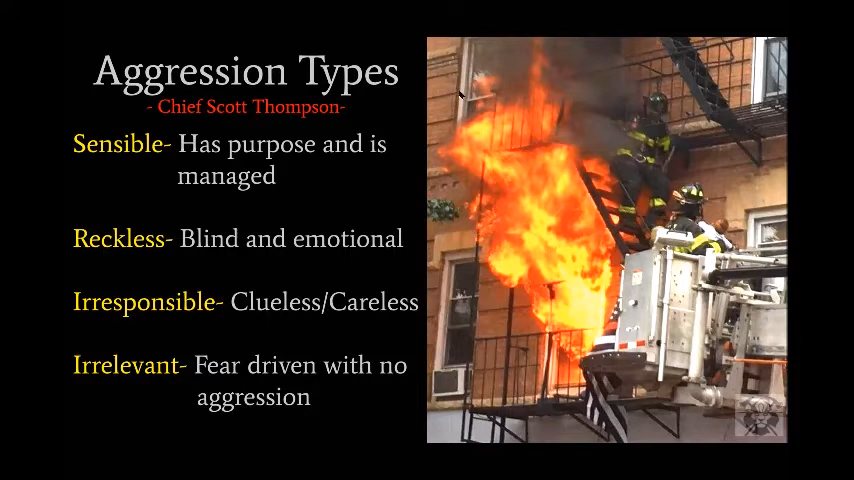 Aggression Types
- Chief Scott Thompson-
Sensible- Has purpose and is
managed
Reckless- Blind and emotional
Irresponsible- Clueless/Careless
Irrelevant- Fear driven with no
aggression